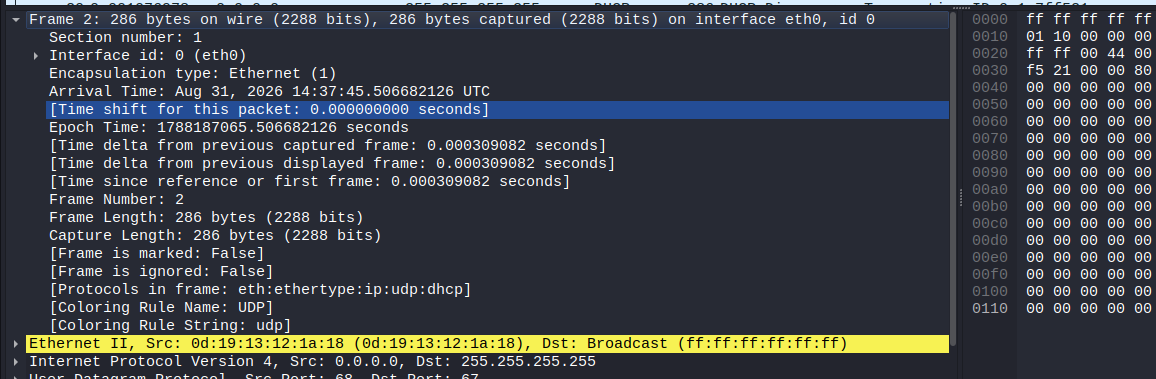 Frame 2: 286 bytes on wire (2288 bits), 286 bytes captured (2288 bits) on interface eth0, id 0
Section number: 1
Interface id: 0 (eth0)
Encapsulation type: Ethernet (1)
Arrival Time: Aug 31, 2026 14:37:45.506682126 UTC
[Time shift for this packet: 0.000000000 seconds]
Epoch Time: 1788187065.506682126 seconds
[Time delta from previous captured frame: 0.000309082 seconds]
[Time delta from previous displayed frame: 0.000309082 seconds]
[Time since reference or first frame: 0.000309082 seconds]
Frame Number: 2
Frame Length: 286 bytes (2288 bits)
Capture Length: 286 bytes (2288 bits)
[Frame is marked: False]
[Frame is ignored: False]
[Protocols in frame: eth:ethertype:ip:udp:dhcp]
[Coloring Rule Name: UDP]
[Coloring Rule String: udp]
Ethernet II, Src: 0d:19:13:12:1a:18 (0d:19:13:12:1a:18), Dst: Broadcast (ff:ff:ff:ff:ff:ff)
Internet Protocol Version 4, Src: 0.0.0.0, Dst: 255.255.255.255
User Datagram Protocol, Src Port: 68, Dst Port: 67
0000 ff ff ff ff ff
0010 01 10 00 00 00
0020 ff ff 00 44 00
0030 f5 21 00 00 80
0040 00 00 00 00 00
0050 00 00 00 00 00
0060 00 00 00 00 00
0070 00 00 00 00 00
0080 00 00 00 00 00
0090 00 00 00 00 00
00a0 00 00 00 00 00
00b0 00 00 00 00 00
00c0 00 00 00 00 00
00d0 00 00 00 00 00
00e0 00 00 00 00 00
00f0 00 00 00 00 00
0100 00 00 00 00 00
0110 00 00 00 00 00